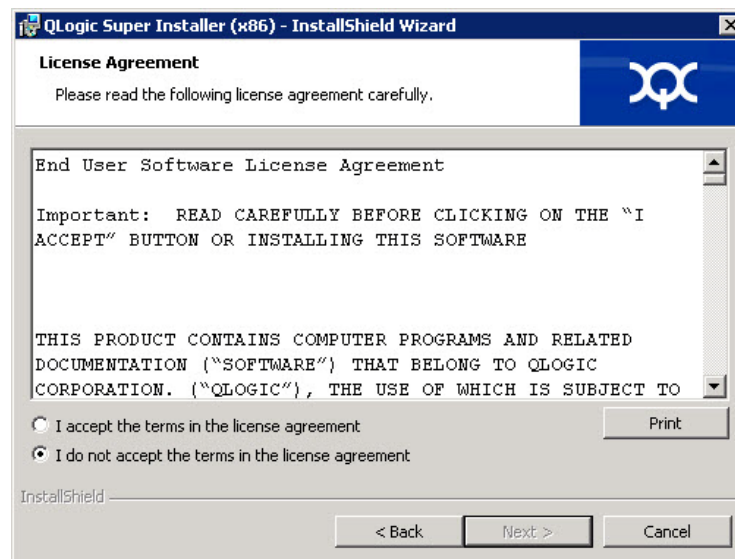 QLogic Super Installer (x86) - InstallShield Wizard
License Agreement
Please read the following license agreement carefully.
End User Software License Agreement
Important:  READ CAREFULLY BEFORE CLICKING ON THE “I
ACCEPT” BUTTON OR INSTALLING THIS SOFTWARE
THIS PRODUCT CONTAINS COMPUTER PROGRAMS AND RELATED
DOCUMENTATION (“SOFTWARE”) THAT BELONG TO QLOGIC
CORPORATION. (“QLOGIC”), THE USE OF WHICH IS SUBJECT TO
I accept the terms in the license agreement
Print
I do not accept the terms in the license agreement
InstallShield
< Back
Next >
Cancel